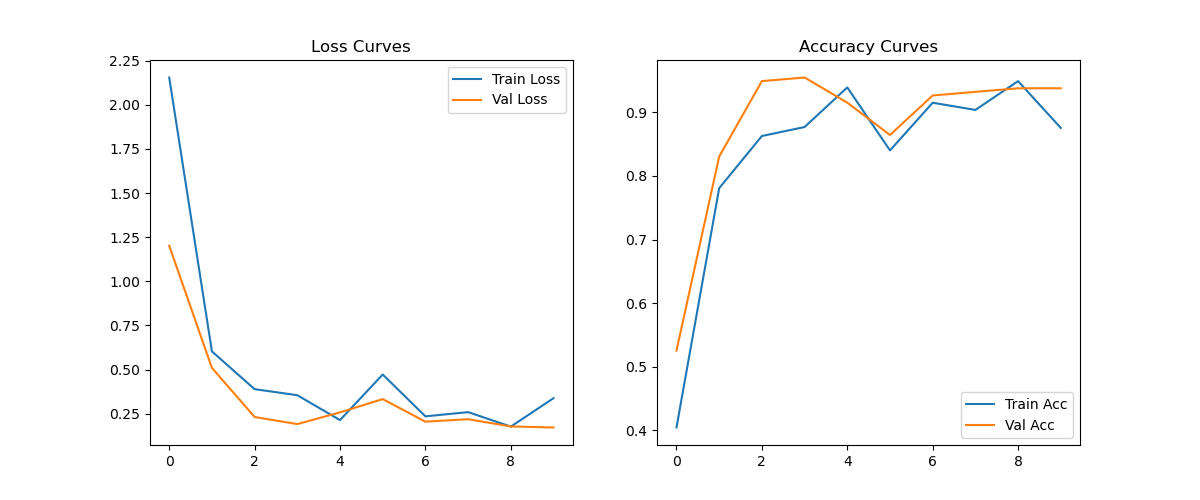 Loss Curves
2.25
2.00
1.75
1.50
1.25
1.00
0.75
0.50
0.25
0 2 4 6 8
Train Loss
Val Loss
Accuracy Curves
0.9
0.8
0.7
0.6
0.5
0.4
0 2 4 6 8
Train Acc
Val Acc